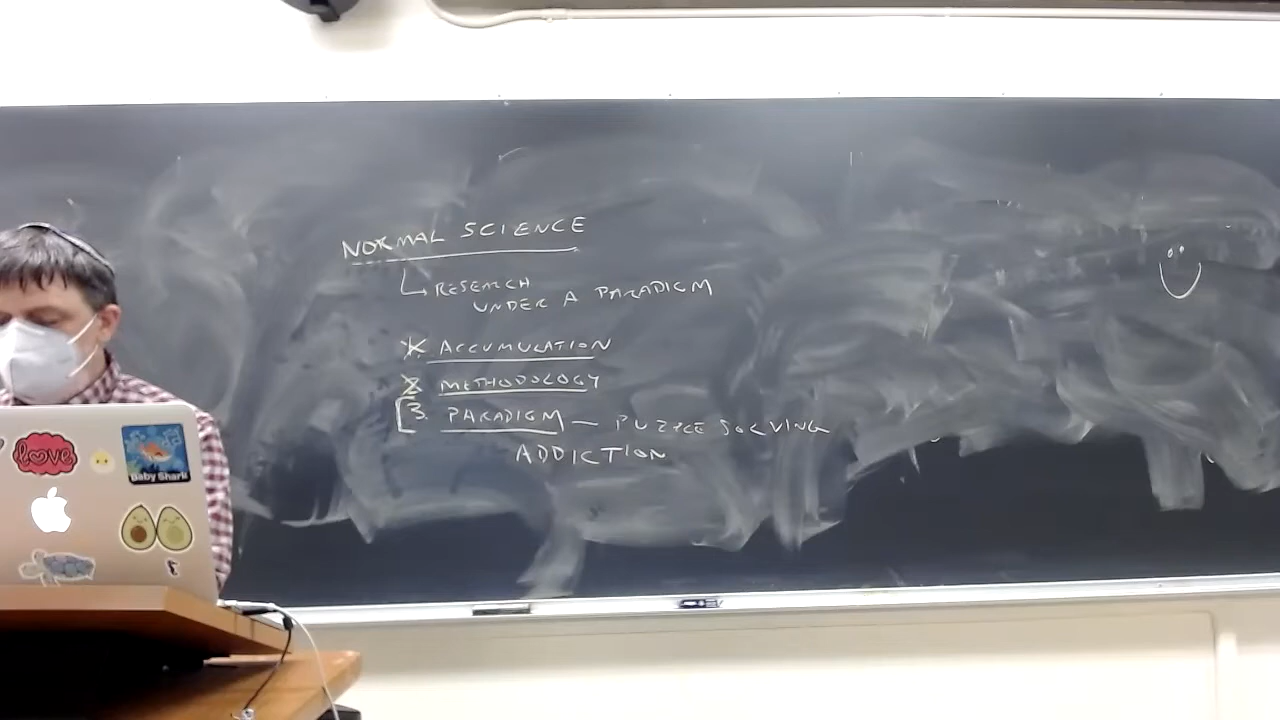 NORMAL SCIENCE
RESEARCH
UNDER A PARADIGM
1. ACCUMULATION
2. METHODOLOGY
3. PARADIGM — PUZZLE SOLVING
ADDICTION
love
Baby Shark